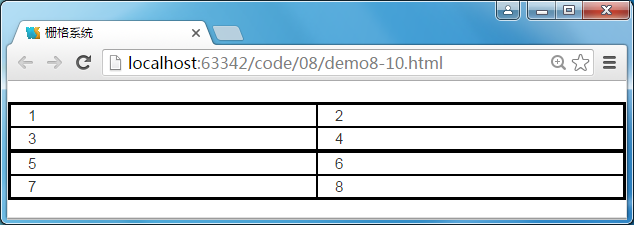 栅格系统
localhost:63342/code/08/demo8-10.html
1 2
3 4
5 6
7 8